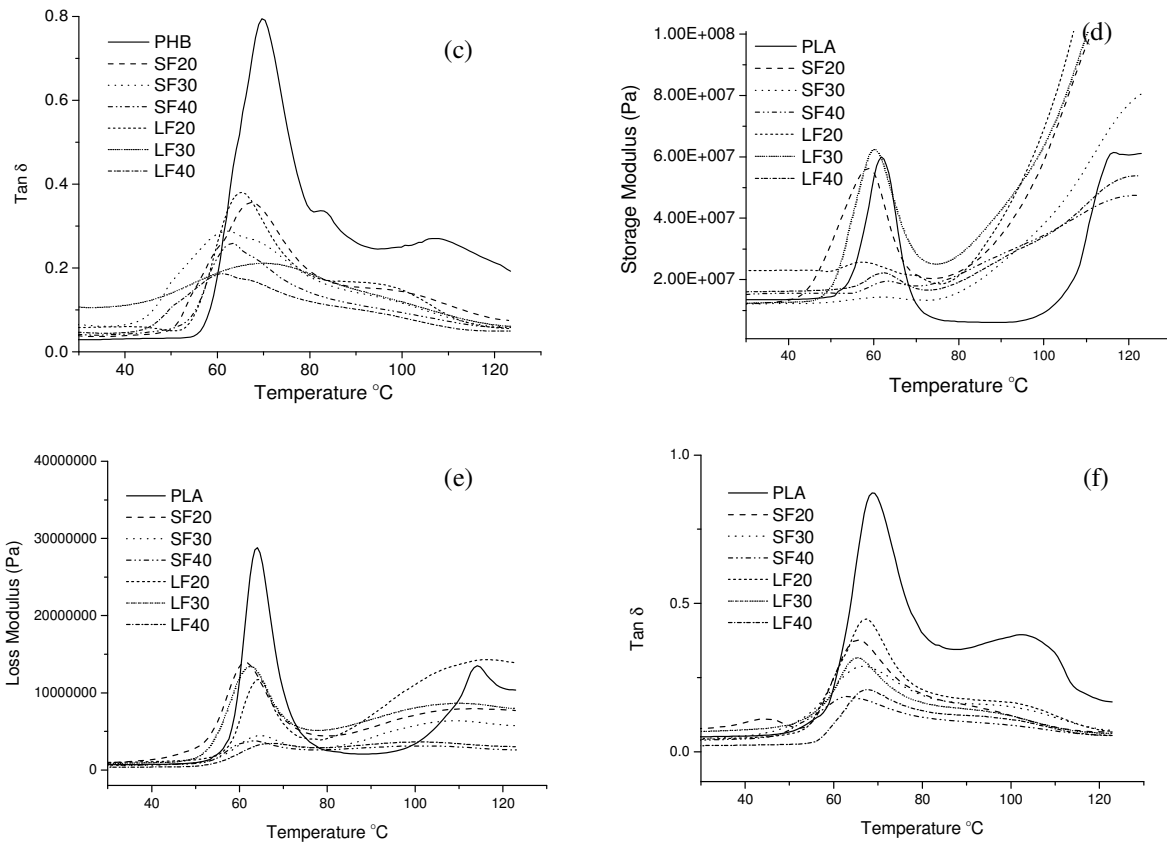 (c)
1.0
0.8
0.6
0.4
0.2
0.0
Tan δ
PHB
SF20
SF30
SF40
LF20
LF30
LF40
40 60 80 100 120
Temperature °C
(d)
1.00E+008
8.00E+007
6.00E+007
4.00E+007
2.00E+007
Storage Modulus (Pa)
PLA
SF20
SF30
SF40
LF20
LF30
LF40
40 60 80 100 120
Temperature °C
(e)
40000000
30000000
20000000
10000000
0
Loss Modulus (Pa)
PLA
SF20
SF30
SF40
LF20
LF30
LF40
40 60 80 100 120
Temperature °C
(f)
1.0
0.5
0.0
Tan δ
PLA
SF20
SF30
SF40
LF20
LF30
LF40
40 60 80 100 120
Temperature °C